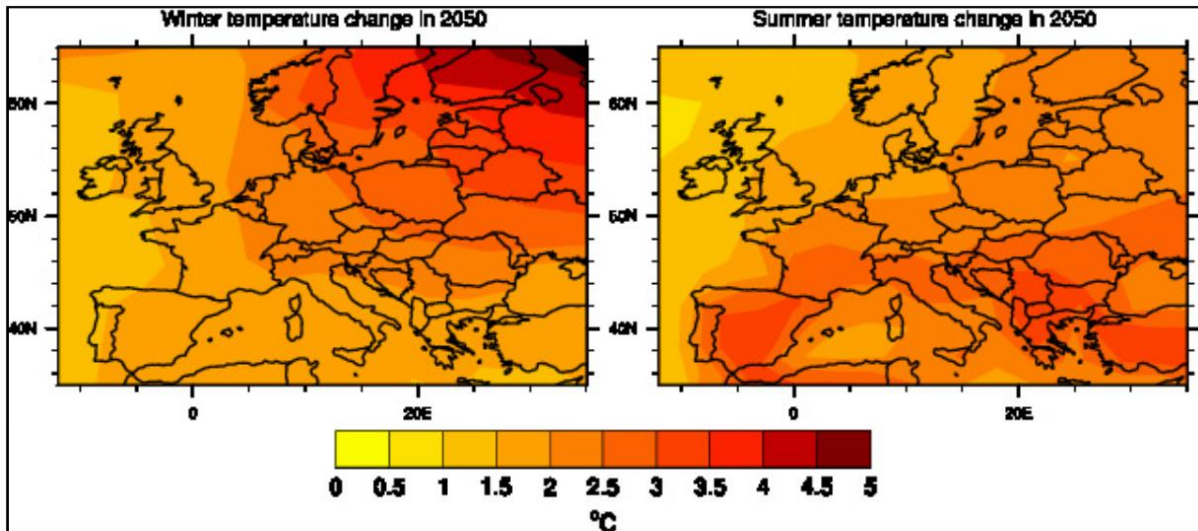 Winter temperature change in 2050
Summer temperature change in 2050
60N
50N
40N
60N
50N
40N
0
20E
0
20E
0 0.5 1 1.5 2 2.5 3 3.5 4 4.5 5
°C